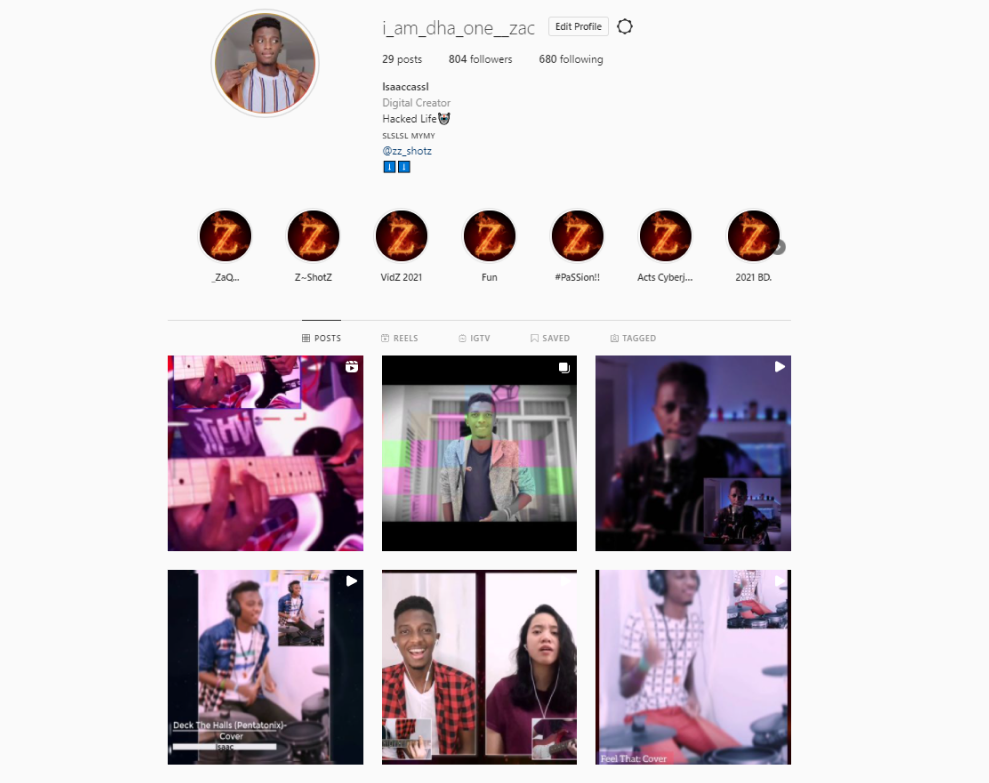 i_am_dha_one__zac Edit Profile
29 posts 804 followers 680 following
Isaaccassl
Digital Creator
Hacked Life
SLSLSL MYMY
@zz_shotz
Z Z Z Z Z Z Z
_ZaQ... Z~ShotZ VidZ 2021 Fun #PaSSion!! Acts Cyberj... 2021 BD.
POSTS REELS IGTV SAVED TAGGED
Deck The Halls (Pentatonix)-
Cover
Isaac
Feel That: Cover